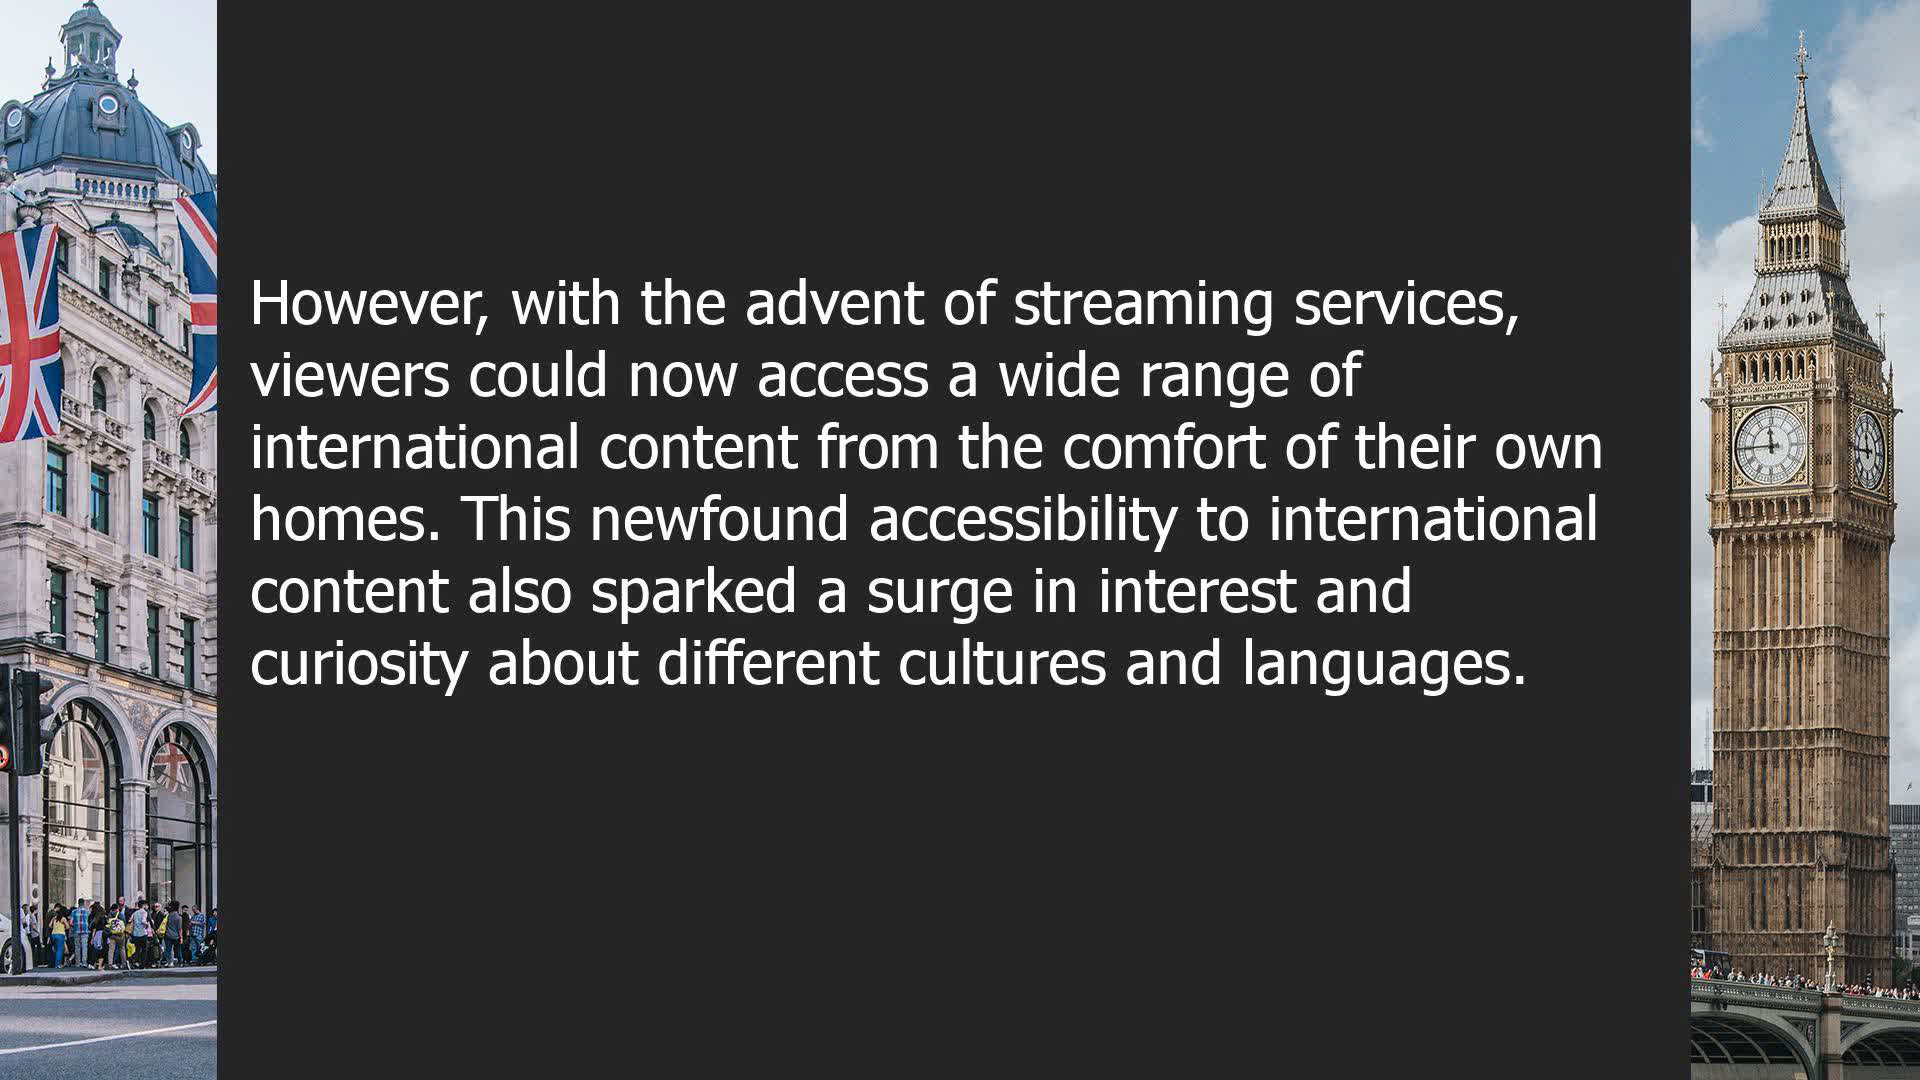 However, with the advent of streaming services,
viewers could now access a wide range of
international content from the comfort of their own
homes. This newfound accessibility to international
content also sparked a surge in interest and
curiosity about different cultures and languages.